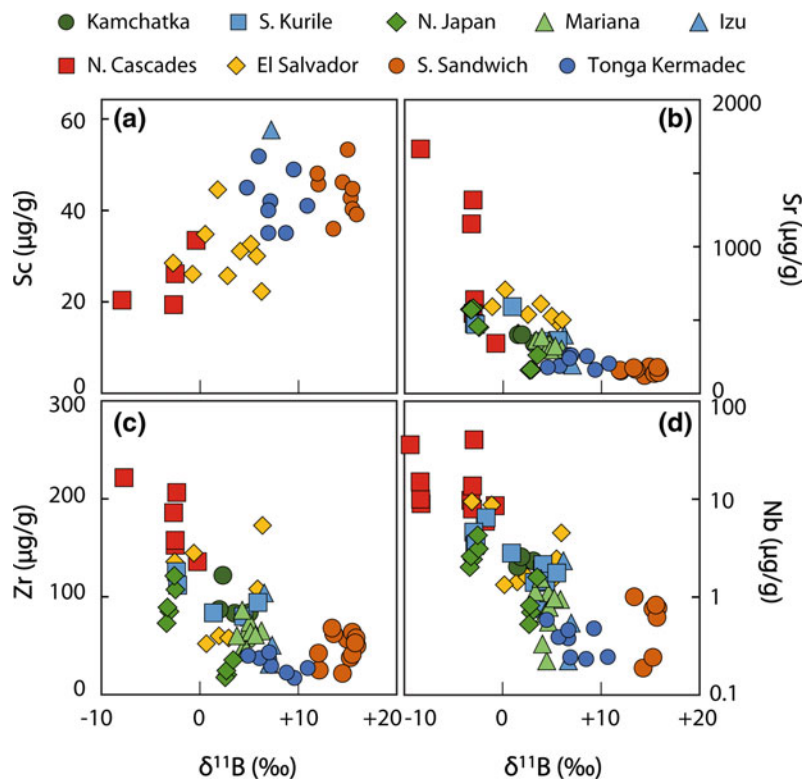 Kamchatka S. Kurile N. Japan Mariana Izu
N. Cascades El Salvador S. Sandwich Tonga Kermadec
(a) (b)
60
40
20
0
Sc (µg/g)
2000
1000
0
Sr (µg/g)
(c) (d)
300
200
100
0
Zr (µg/g)
100
10
1
0.1
Nb (µg/g)
-10 0 +10 +20 -10 0 +10 +20
δ¹¹B (‰) δ¹¹B (‰)